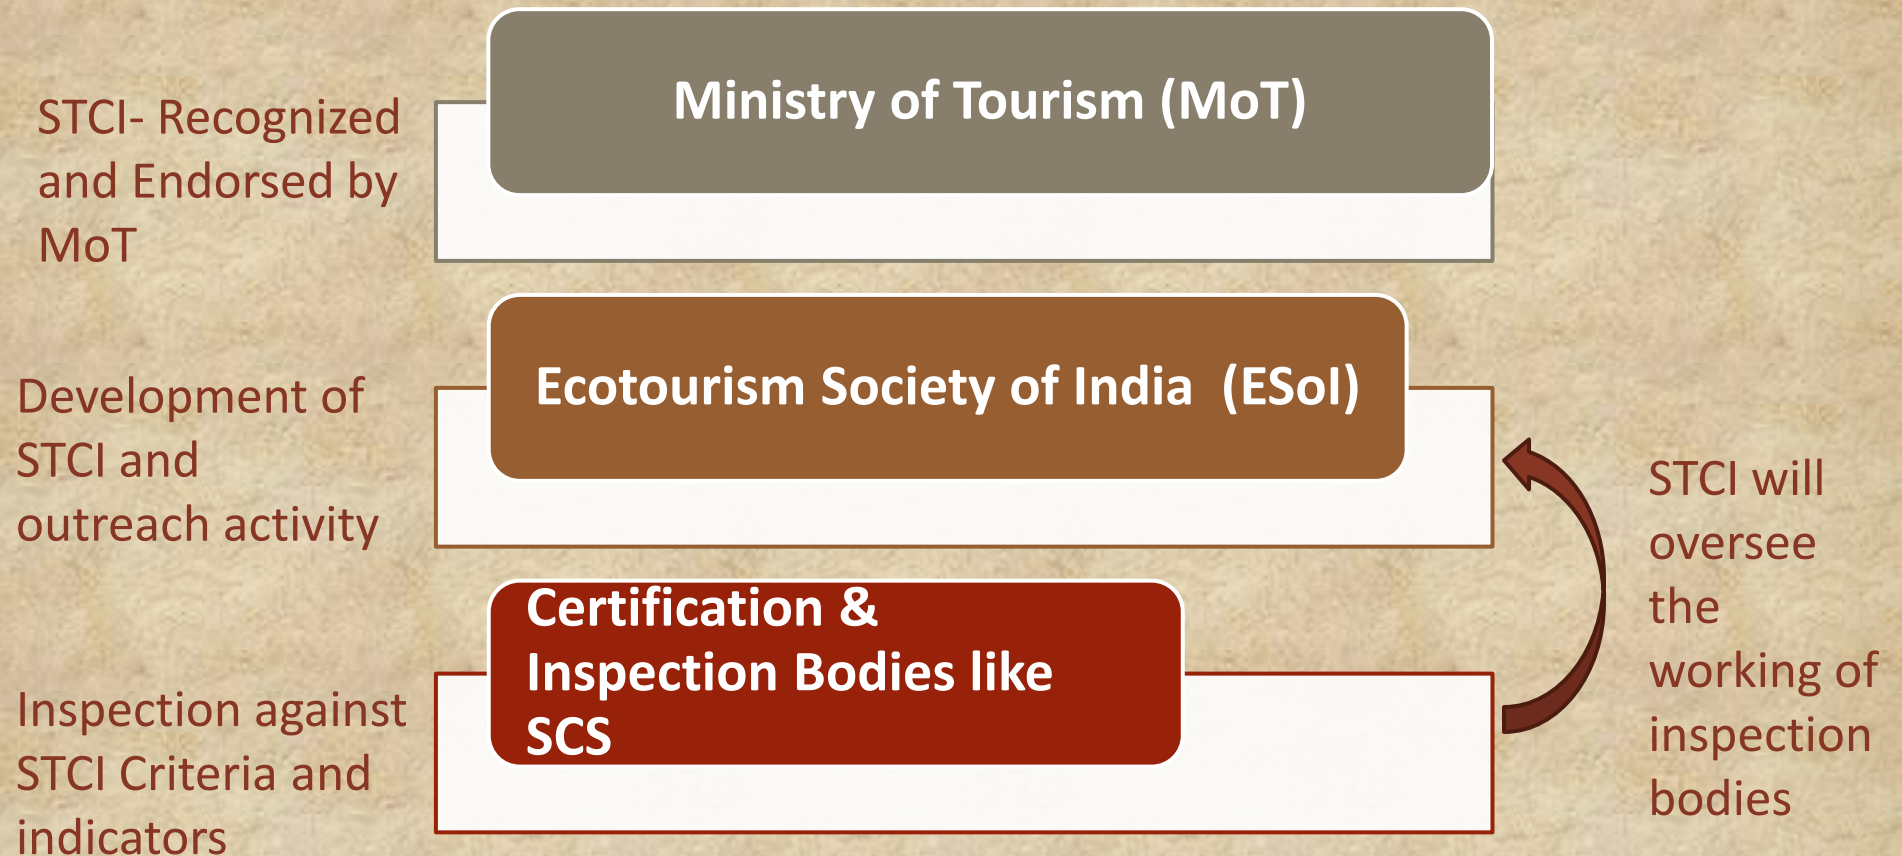 STCI- Recognized
and Endorsed by
MoT
Ministry of Tourism (MoT)
Development of
STCI and
outreach activity
Ecotourism Society of India  (ESoI)
Inspection against
STCI Criteria and
indicators
Certification &
Inspection Bodies like
SCS
STCI will
oversee
the
working of
inspection
bodies